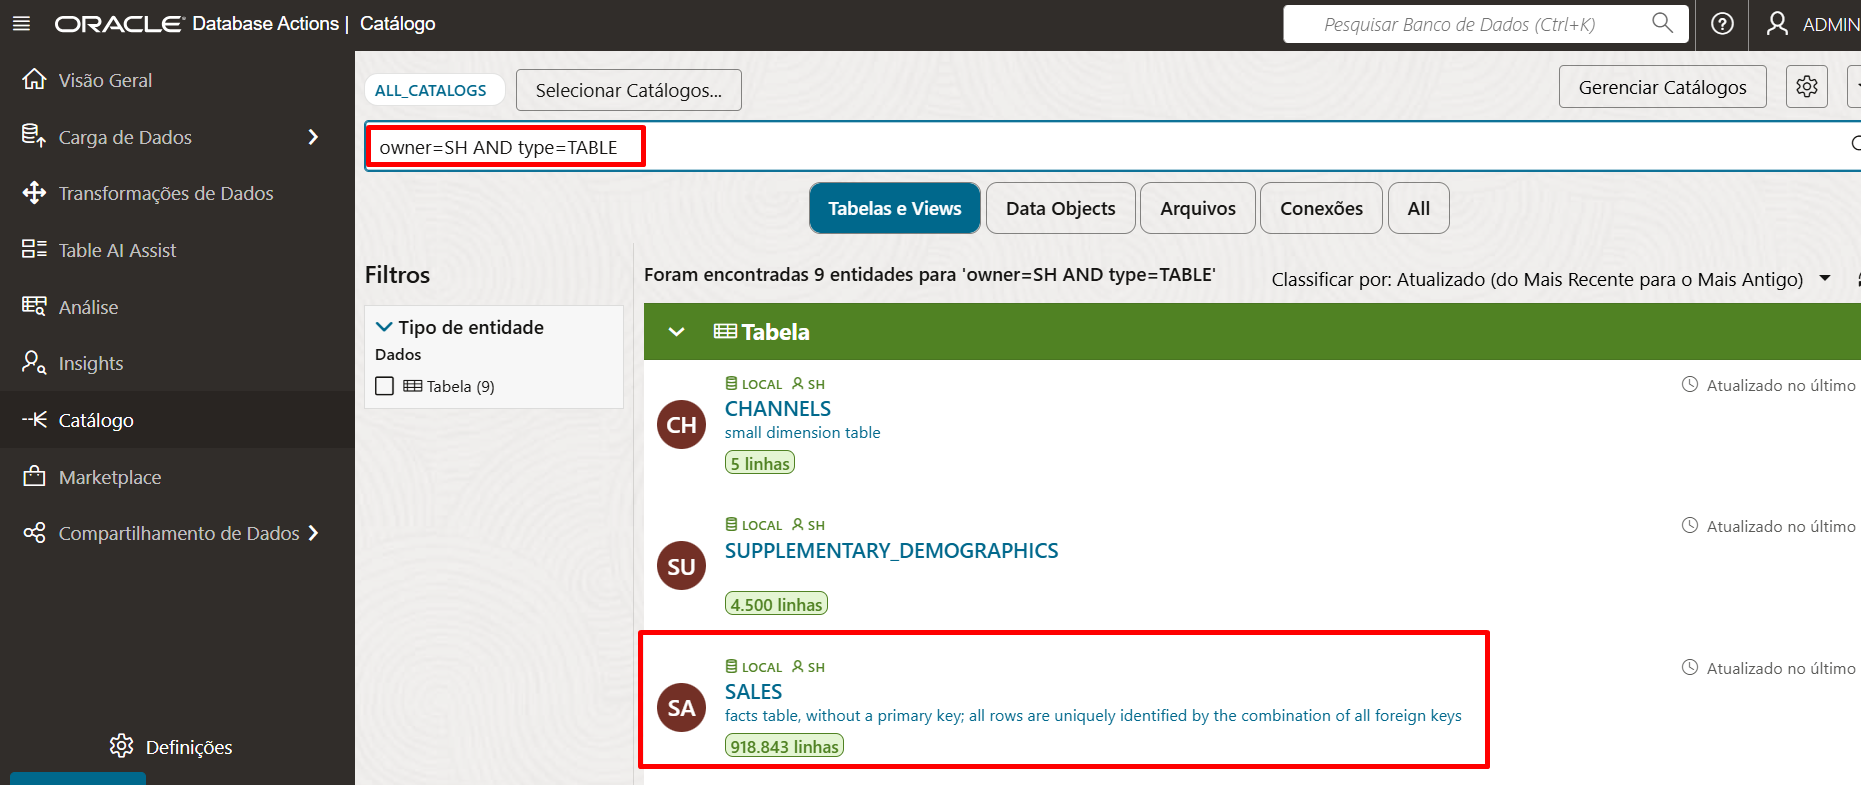 ORACLE Database Actions | Catálogo
Pesquisar Banco de Dados (Ctrl+K)
ADMIN
Visão Geral
Carga de Dados
Transformações de Dados
Table AI Assist
Análise
Insights
Catálogo
Marketplace
Compartilhamento de Dados
Definições
ALL_CATALOGS
Selecionar Catálogos...
Gerenciar Catálogos
owner=SH AND type=TABLE
Tabelas e Views
Data Objects
Arquivos
Conexões
All
Filtros
Tipo de entidade
Dados
Tabela (9)
Foram encontradas 9 entidades para 'owner=SH AND type=TABLE'
Classificar por: Atualizado (do Mais Recente para o Mais Antigo)
Tabela
LOCAL SH
Atualizado no último
CH
CHANNELS
small dimension table
5 linhas
LOCAL SH
Atualizado no último
SU
SUPPLEMENTARY_DEMOGRAPHICS
4.500 linhas
LOCAL SH
Atualizado no último
SA
SALES
facts table, without a primary key; all rows are uniquely identified by the combination of all foreign keys
918.843 linhas